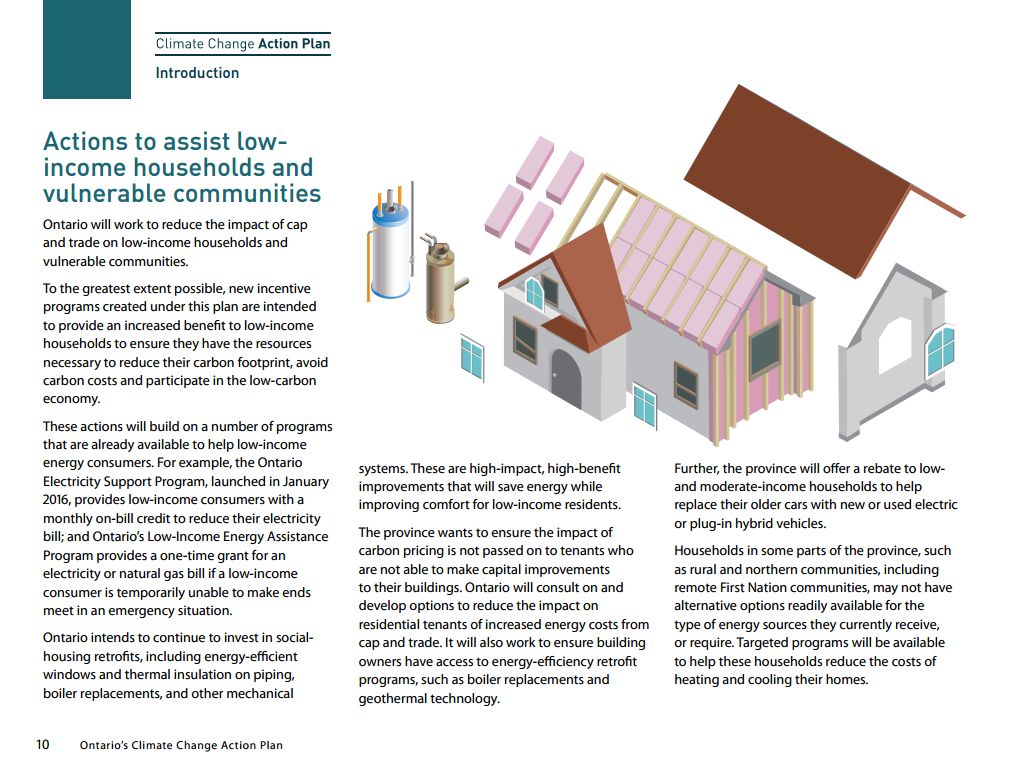 Climate Change Action Plan
Introduction
Actions to assist low-
income households and
vulnerable communities
Ontario will work to reduce the impact of cap
and trade on low-income households and
vulnerable communities.
To the greatest extent possible, new incentive
programs created under this plan are intended
to provide an increased benefit to low-income
households to ensure they have the resources
necessary to reduce their carbon footprint, avoid
carbon costs and participate in the low-carbon
economy.
These actions will build on a number of programs
that are already available to help low-income
energy consumers. For example, the Ontario
Electricity Support Program, launched in January
2016, provides low-income consumers with a
monthly on-bill credit to reduce their electricity
bill; and Ontario's Low-Income Energy Assistance
Program provides a one-time grant for an
electricity or natural gas bill if a low-income
consumer is temporarily unable to make ends
meet in an emergency situation.
Ontario intends to continue to invest in social-
housing retrofits, including energy-efficient
windows and thermal insulation on piping,
boiler replacements, and other mechanical
systems. These are high-impact, high-benefit
improvements that will save energy while
improving comfort for low-income residents.
The province wants to ensure the impact of
carbon pricing is not passed on to tenants who
are not able to make capital improvements
to their buildings. Ontario will consult on and
develop options to reduce the impact on
residential tenants of increased energy costs from
cap and trade. It will also work to ensure building
owners have access to energy-efficiency retrofit
programs, such as boiler replacements and
geothermal technology.
Further, the province will offer a rebate to low-
and moderate-income households to help
replace their older cars with new or used electric
or plug-in hybrid vehicles.
Households in some parts of the province, such
as rural and northern communities, including
remote First Nation communities, may not have
alternative options readily available for the
type of energy sources they currently receive,
or require. Targeted programs will be available
to help these households reduce the costs of
heating and cooling their homes.
10 Ontario's Climate Change Action Plan